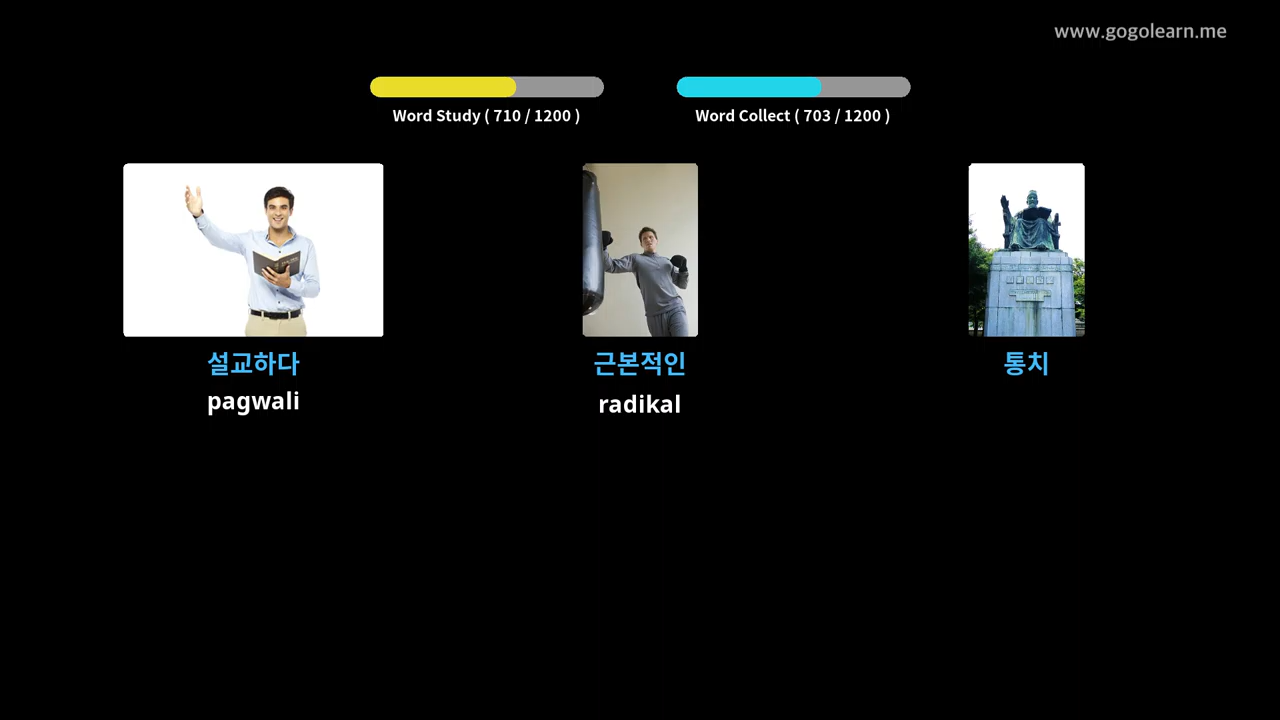 www.gogolearn.me
Word Study ( 710 / 1200 )
Word Collect ( 703 / 1200 )
설교하다
근본적인
통치
pagwali
radikal